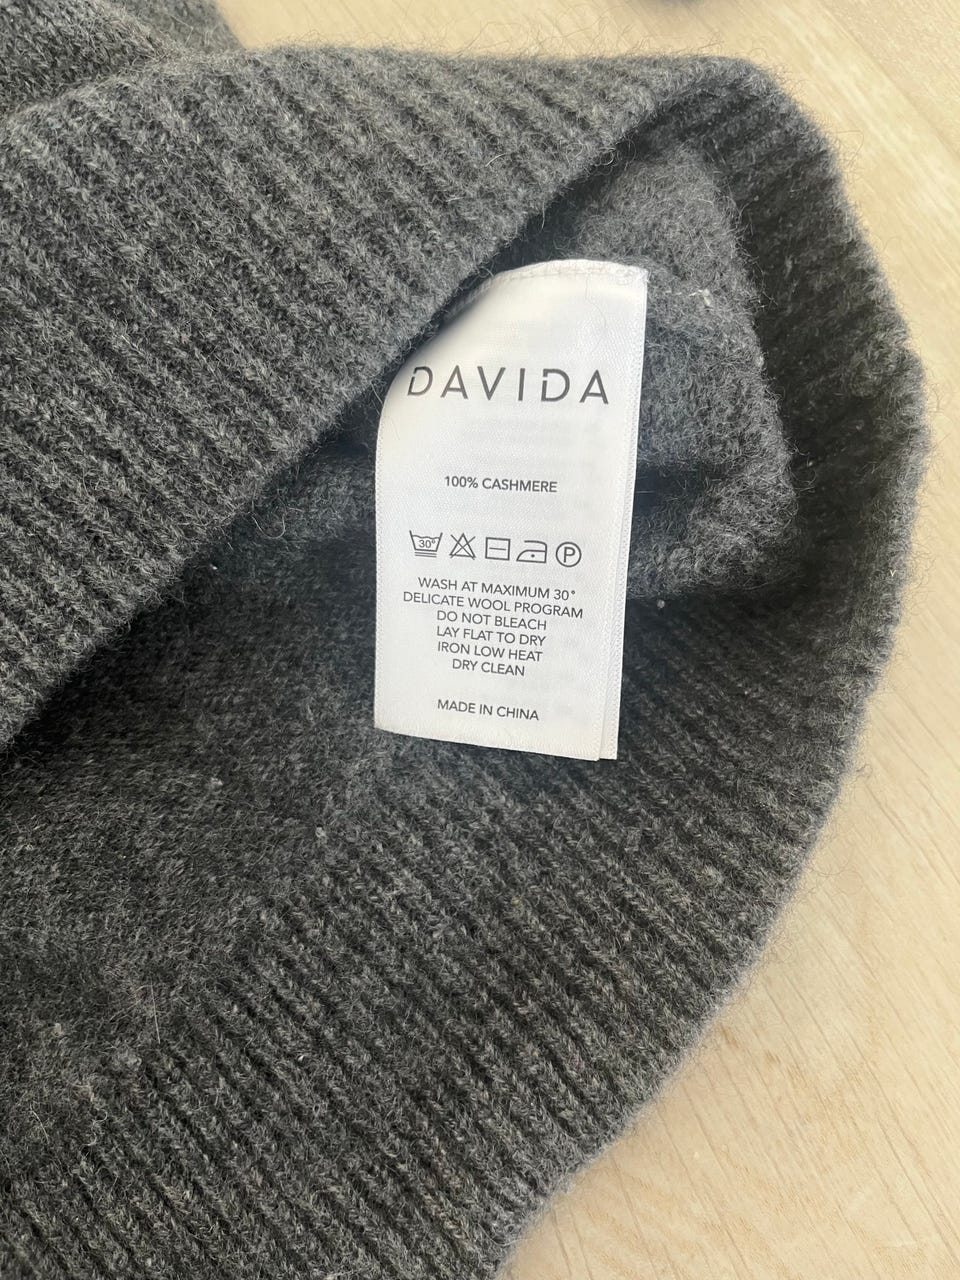 DAVIDA
100% CASHMERE
30° P
WASH AT MAXIMUM 30°
DELICATE WOOL PROGRAM
DO NOT BLEACH
LAY FLAT TO DRY
IRON LOW HEAT
DRY CLEAN
MADE IN CHINA